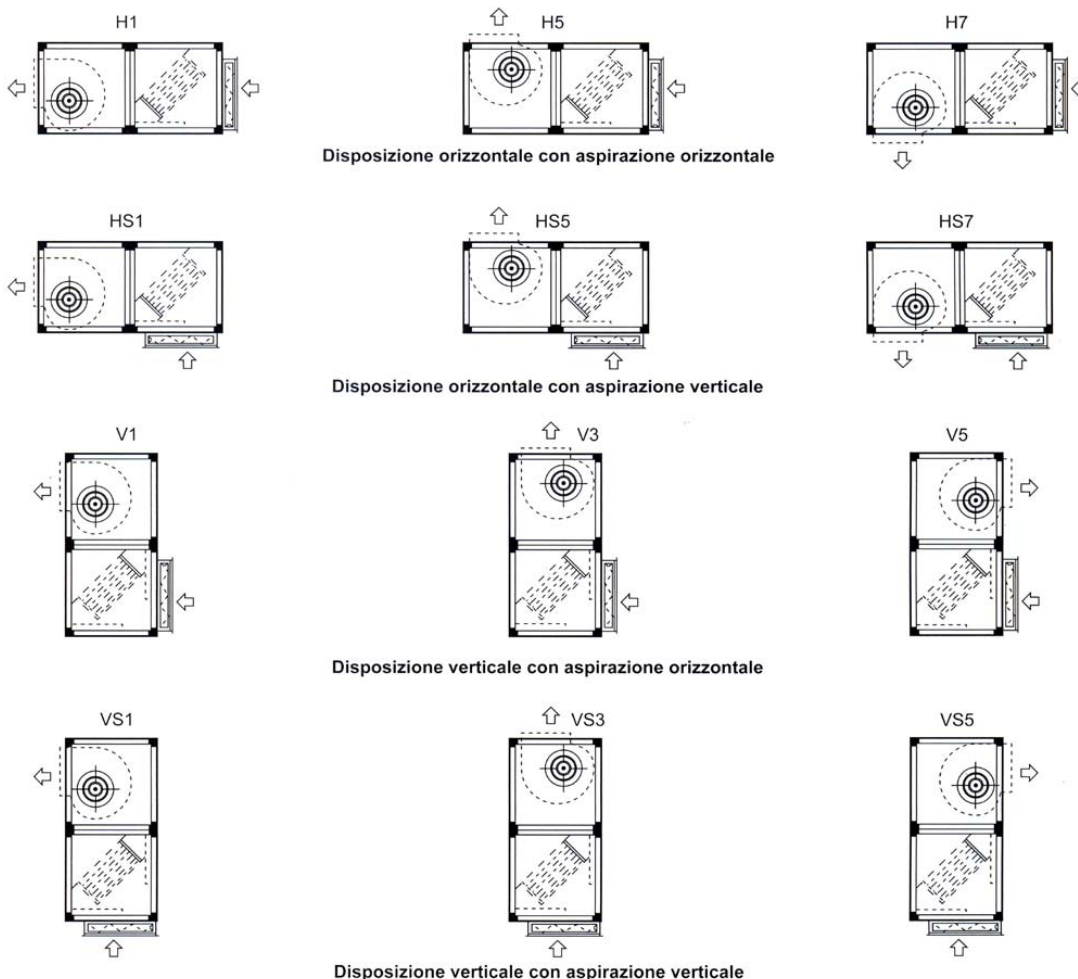 H1 H5 H7
Disposizione orizzontale con aspirazione orizzontale
HS1 HS5 HS7
Disposizione orizzontale con aspirazione verticale
V1 V3 V5
Disposizione verticale con aspirazione orizzontale
VS1 VS3 VS5
Disposizione verticale con aspirazione verticale